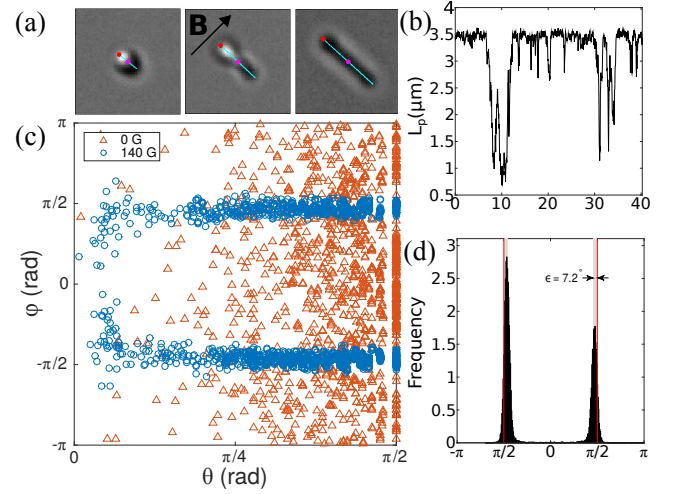 (a)
B
(b)
L_p(μm)
4
3.5
3
2.5
2
1.5
1
0.5
0 10 20 30 40
(c)
△ 0 G
○ 140 G
φ (rad)
π
π/2
0
-π/2
-π
0 π/4 π/2
θ (rad)
(d)
Frequency
3
2.5
2
1.5
1
0.5
0
ϵ = 7.2°
-π π/2 0 π/2 π